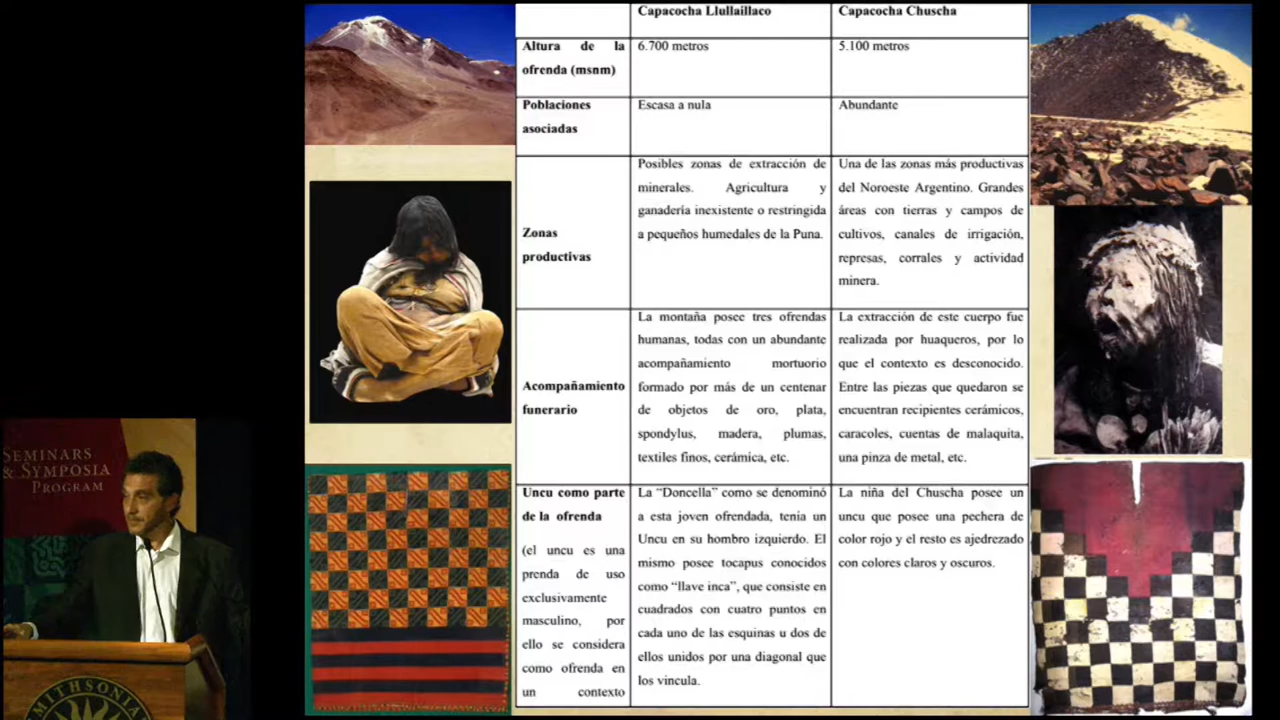 Capacocha Llullaillaco
Capacocha Chuscha
Altura de la
ofrenda (msnm)
6.700 metros
5.100 metros
Poblaciones
asociadas
Escasa a nula
Abundante
Zonas
productivas
Posibles zonas de extracción de
minerales. Agricultura y
ganadería inexistente o restringida
a pequeños humedales de la Puna.
Una de las zonas más productivas
del Noroeste Argentino. Grandes
áreas con tierras y campos de
cultivos, canales de irrigación,
represas, corrales y actividad
minera.
Acompañamiento
funerario
La montaña posee tres ofrendas
humanas, todas con un abundante
acompañamiento mortuorio
formado por más de un centenar
de objetos de oro, plata,
spondylus, madera, plumas,
textiles finos, cerámica, etc.
La extracción de este cuerpo fue
realizada por huaqueros, por lo
que el contexto es desconocido.
Entre las piezas que quedaron se
encuentran recipientes cerámicos,
caracoles, cuentas de malaquita,
una pinza de metal, etc.
Uncu como parte
de la ofrenda
(el uncu es una
prenda de uso
exclusivamente
masculino, por
ello se considera
como ofrenda en
un contexto
La “Doncella” como se denominó
a esta joven ofrendada, tenía un
Uncu en su hombro izquierdo. El
mismo posee tocapus conocidos
como “llave inca”, que consiste en
cuadrados con cuatro puntos en
cada uno de las esquinas u dos de
ellos unidos por una diagonal que
los vincula.
La niña del Chuscha posee un
uncu que posee una pechera de
color rojo y el resto es ajedrezado
con colores claros y oscuros.
SEMINARS
& SYMPOSIA
PROGRAM
SMITHSONIA